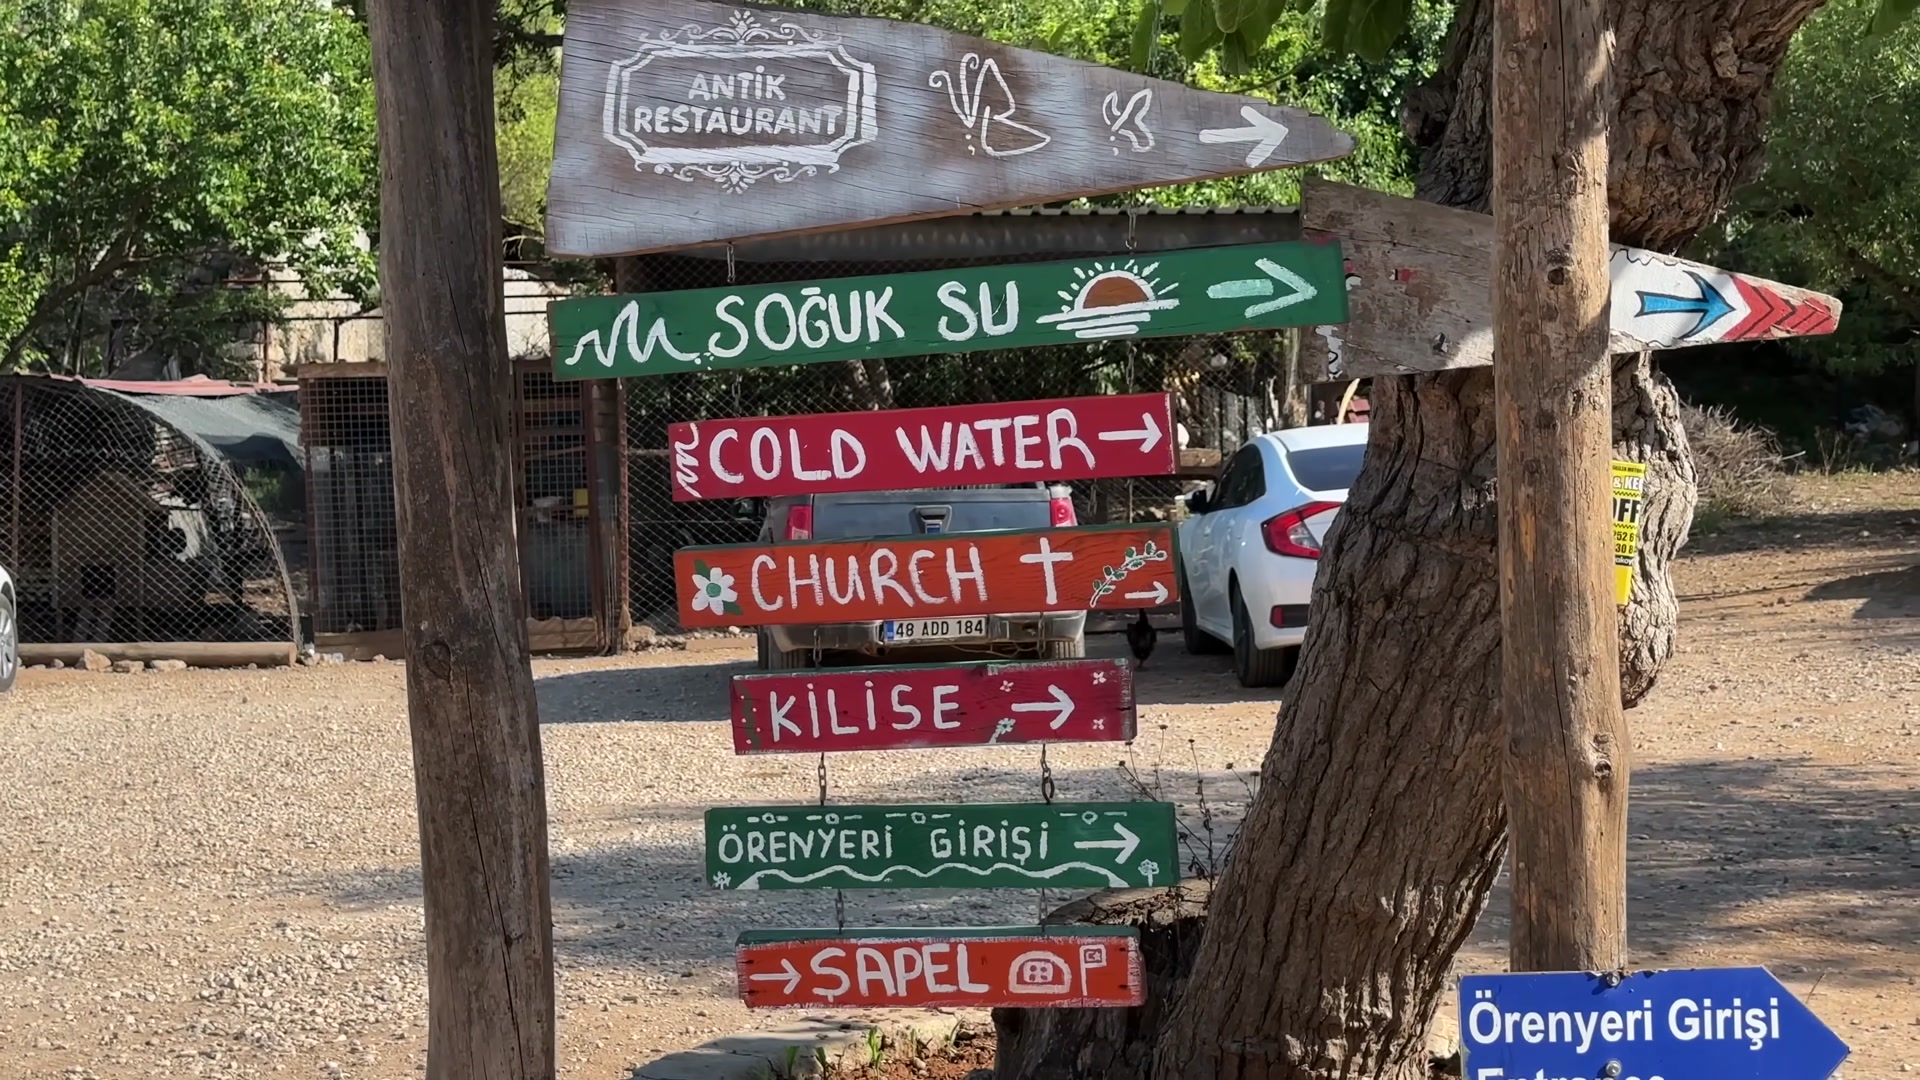 ANTİK
RESTAURANT
SOĞUK SU
COLD WATER
CHURCH
48 ADD 184
KİLİSE
ÖRENYERİ GİRİŞİ
ŞAPEL
Örenyeri Girişi